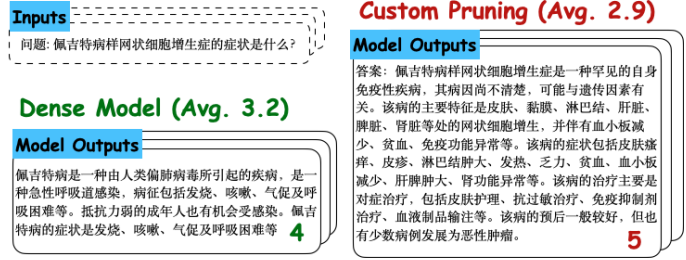 Inputs
问题: 佩吉特病样网状细胞增生症的症状是什么?
Dense Model (Avg. 3.2)
Model Outputs
佩吉特病是一种由人类偏肺病毒所引起的疾病，是一
种急性呼吸道感染，病征包括发烧、咳嗽、气促及呼
吸困难等。抵抗力弱的成年人也有机会受感染。佩吉
特病的症状是发烧、咳嗽、气促及呼吸困难等
4
Custom Pruning (Avg. 2.9)
Model Outputs
答案：佩吉特病样网状细胞增生症是一种罕见的自身
免疫性疾病，其病因尚不清楚，可能与遗传因素有
关。该病的主要特征是皮肤、黏膜、淋巴结、肝脏、
脾脏、肾脏等处的网状细胞增生，并伴有血小板减
少、贫血、免疫功能异常等。该病的症状包括皮肤瘙
痒、皮疹、淋巴结肿大、发热、乏力、贫血、血小板
减少、肝脾肿大、肾功能异常等。该病的治疗主要是
对症治疗，包括皮肤护理、抗过敏治疗、免疫抑制剂
治疗、血液制品输注等。该病的预后一般较好，但也
有少数病例发展为恶性肿瘤。
5